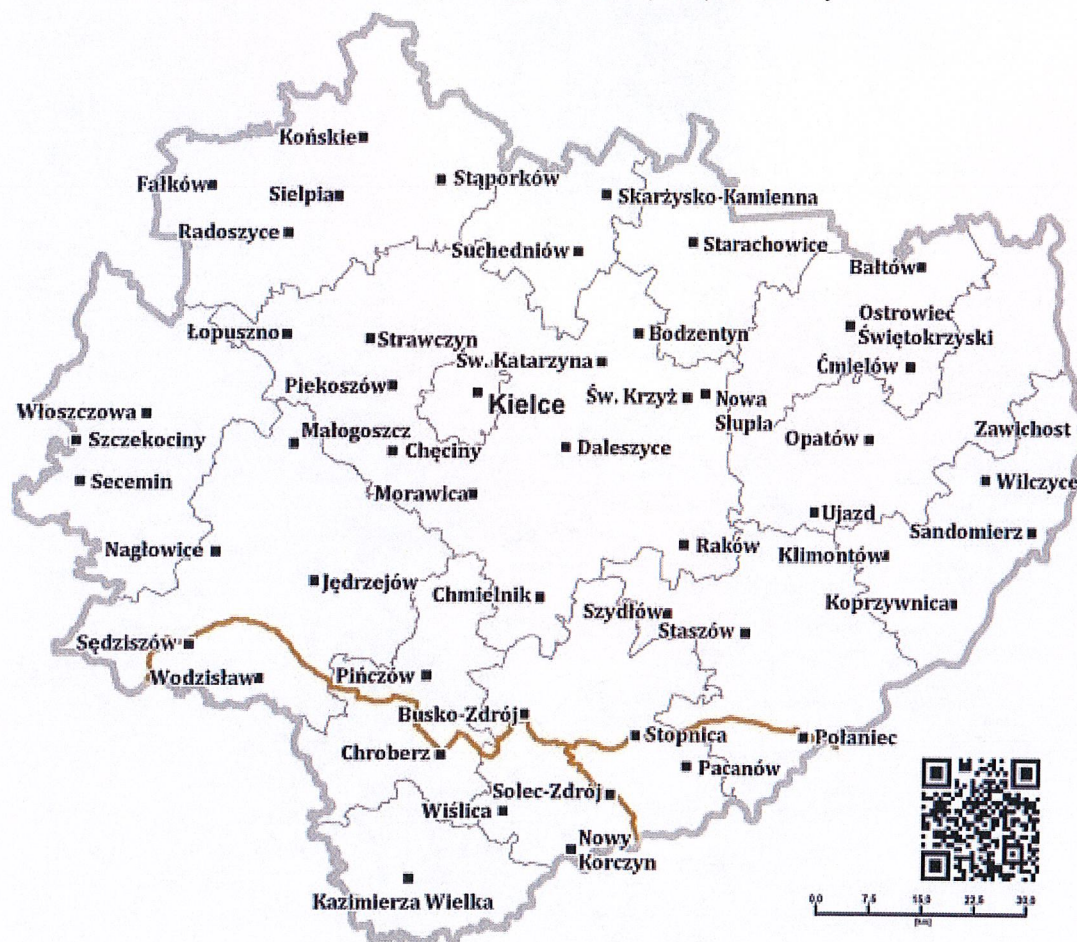 Końskie
Fałków
Sielpia
Stąporków
Skarżysko-Kamienna
Radoszyce
Suchedniów
Starachowice
Bałtów
Łopuszno
Strawczyn
Bodzentyn
Ostrowiec
Świętokrzyski
Św. Katarzyna
Ćmielów
Piekoszów
Kielce
Św. Krzyż
Nowa
Słupia
Włoszczowa
Szczekociny
Małogoszcz
Chęciny
Daleszyce
Opatów
Zawichost
Secemin
Morawica
Wilczyce
Ujazd
Sandomierz
Nagłowice
Raków
Klimontów
Jędrzejów
Chmielnik
Szydłów
Koprzywnica
Staszów
Sędziszów
Wodzisław
Pińczów
Busko-Zdrój
Stopnica
Połaniec
Chroberz
Pacanów
Solec-Zdrój
Wiślica
Nowy
Korczyn
Kazimierza Wielka
0,0 7,5 15,0 22,5 30,0
[km]